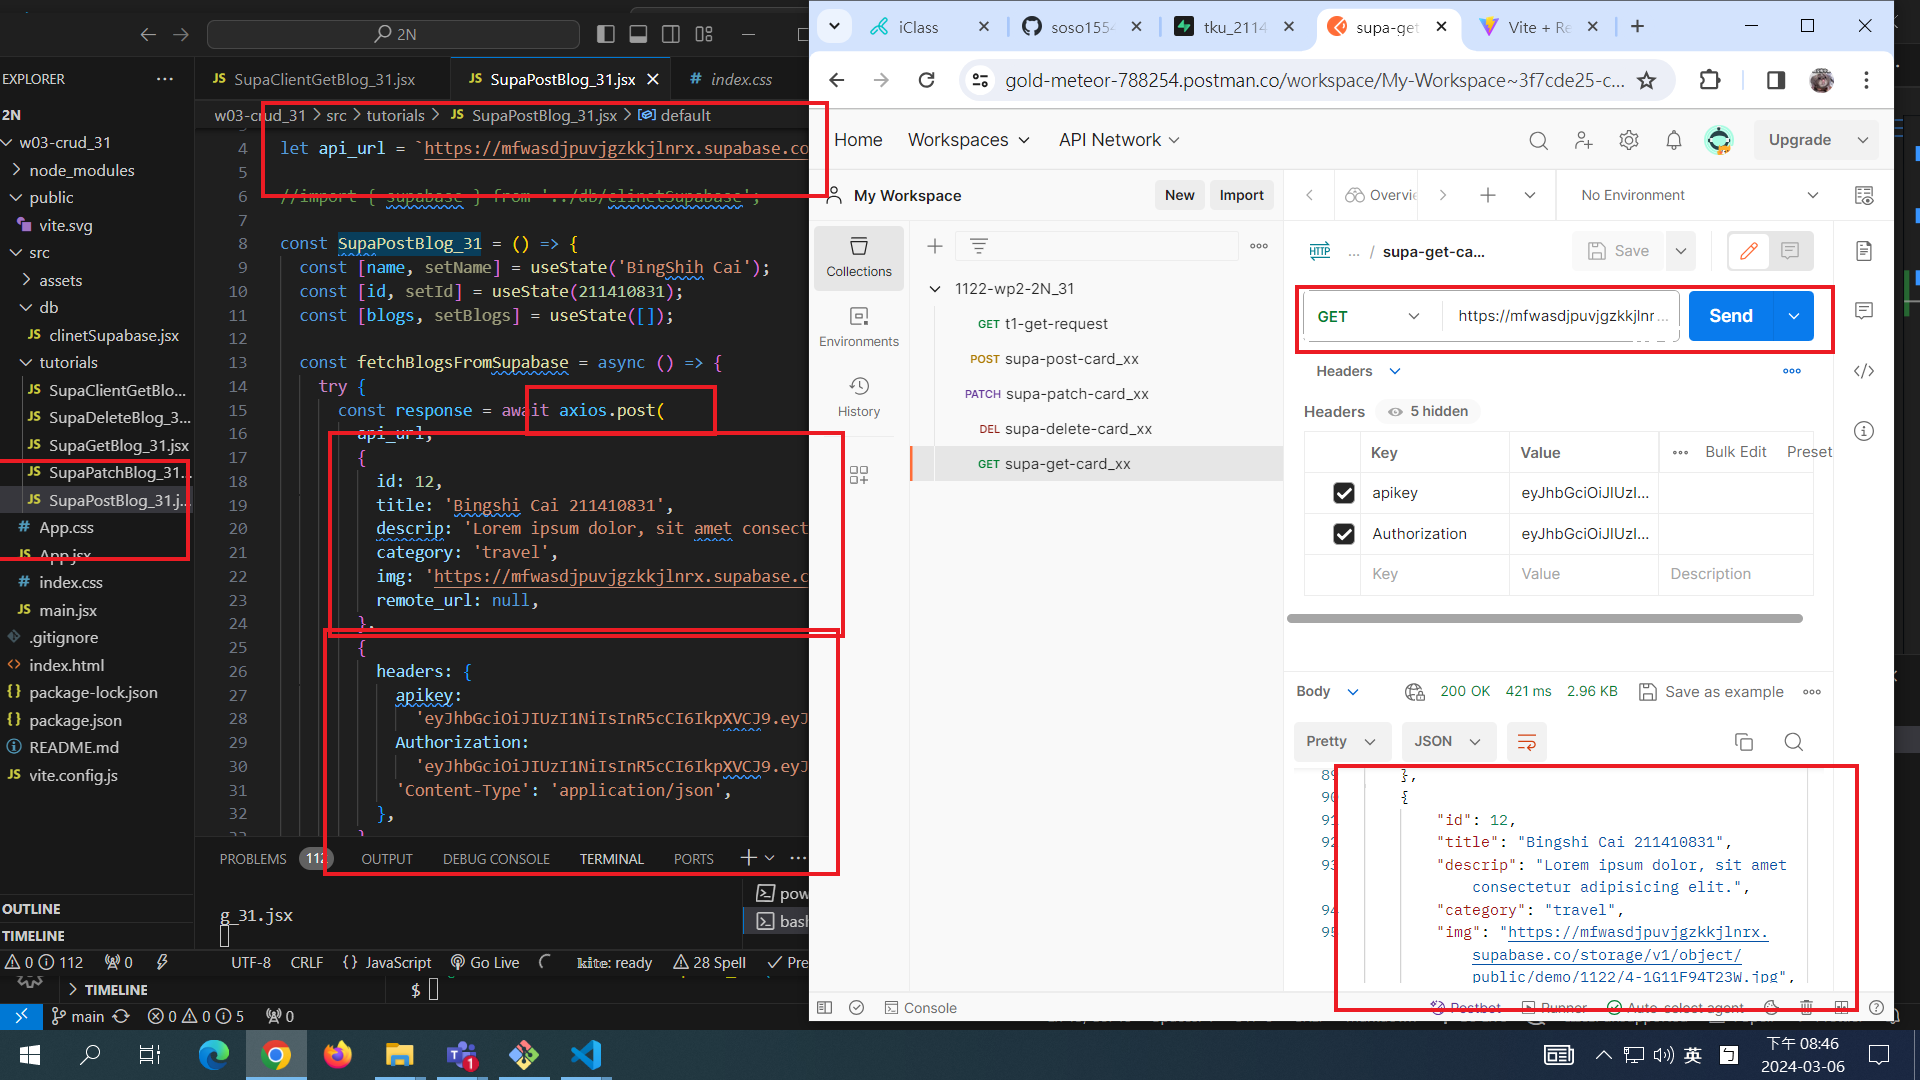 2N
EXPLORER
2N
w03-crud_31
node_modules
public
vite.svg
src
assets
db
clinetSupabase.jsx
tutorials
SupaClientGetBlo...
SupaDeleteBlog_3...
SupaGetBlog_31.jsx
SupaPatchBlog_31...
SupaPostBlog_31.j...
App.css
App.jsx
index.css
main.jsx
.gitignore
index.html
package-lock.json
package.json
README.md
vite.config.js
OUTLINE
TIMELINE
SupaClientGetBlog_31.jsx
SupaPostBlog_31.jsx
index.css
w03-crud_31 > src > tutorials > SupaPostBlog_31.jsx > default
4 let api_url = `https://mfwasdjpuvjgzkkjlnrx.supabase.co
5
6 //import { supabase } from '../db/clinetSupabase';
7
8 const SupaPostBlog_31 = () => {
9 const [name, setName] = useState('BingShih Cai');
10 const [id, setId] = useState(211410831);
11 const [blogs, setBlogs] = useState([]);
12
13 const fetchBlogsFromSupabase = async () => {
14 try {
15 const response = await axios.post(
16 api_url,
17 {
18 id: 12,
19 title: 'Bingshi Cai 211410831',
20 descrip: 'Lorem ipsum dolor, sit amet consect
21 category: 'travel',
22 img: 'https://mfwasdjpuvjgzkkjlnrx.supabase.c
23 remote_url: null,
24 },
25 {
26 headers: {
27 apikey:
28 'eyJhbGciOiJIUzI1NiIsInR5cCI6IkpXVCJ9.eyJ
29 Authorization:
30 'eyJhbGciOiJIUzI1NiIsInR5cCI6IkpXVCJ9.eyJ
31 'Content-Type': 'application/json',
32 },
PROBLEMS 112 OUTPUT DEBUG CONSOLE TERMINAL PORTS
g_31.jsx
pow
bash
0 112 0 UTF-8 CRLF {} JavaScript Go Live kite: ready 28 Spell Pre
TIMELINE
$
main 0 0 5 0
iClass
soso1554
tku_2114
supa-get
Vite + Re
gold-meteor-788254.postman.co/workspace/My-Workspace~3f7cde25-c...
Home Workspaces API Network Upgrade
My Workspace New Import
Overvie
No Environment
Collections
Environments
History
1122-wp2-2N_31
GET t1-get-request
POST supa-post-card_xx
PATCH supa-patch-card_xx
DEL supa-delete-card_xx
GET supa-get-card_xx
HTTP ... / supa-get-ca... Save
GET https://mfwasdjpuvjgzkkjlnr... Send
Headers
Headers 5 hidden
Key Value Bulk Edit Preset
apikey eyJhbGciOiJIUzI...
Authorization eyJhbGciOiJIUzI...
Key Value Description
Body 200 OK 421 ms 2.96 KB Save as example
Pretty JSON
89 },
90 {
91 "id": 12,
92 "title": "Bingshi Cai 211410831",
93 "descrip": "Lorem ipsum dolor, sit amet
consectetur adipisicing elit.",
94 "category": "travel",
95 "img": "https://mfwasdjpuvjgzkkjlnrx.
supabase.co/storage/v1/object/
public/demo/1122/4-1G11F94T23W.jpg",
Console Postbot Runner Auto-select agent
1
英
下午 08:46
2024-03-06